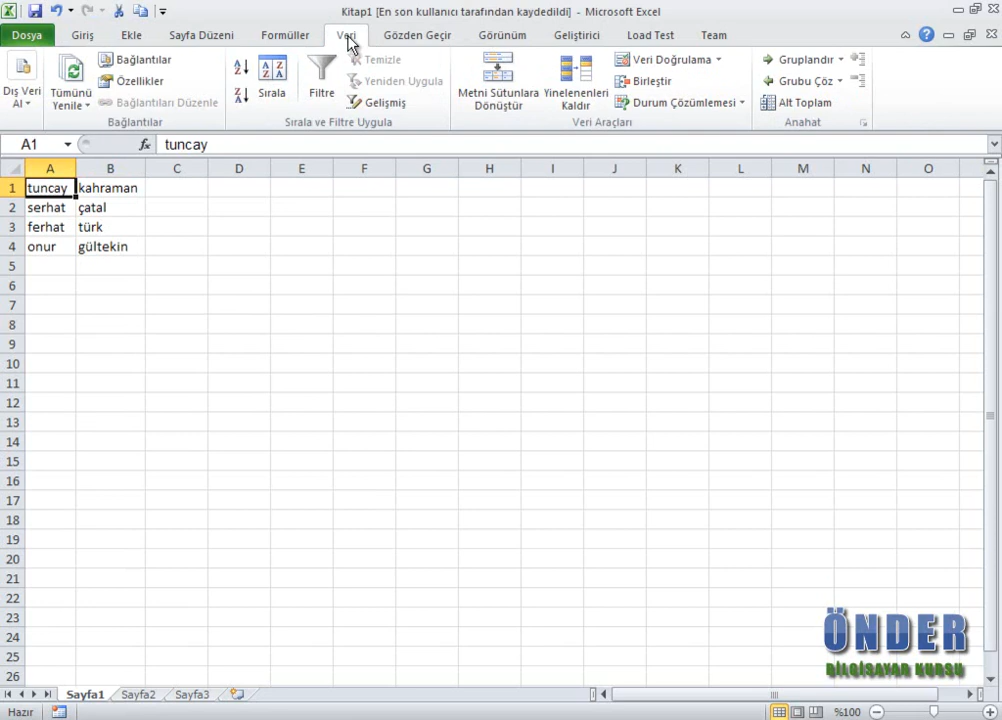 Kitap1 [En son kullanıcı tarafından kaydedildi] - Microsoft Excel
Dosya Giriş Ekle Sayfa Düzeni Formüller Veri Gözden Geçir Görünüm Geliştirici Load Test Team
Dış Veri Al
Tümünü Yenile
Bağlantılar
Özellikler
Bağlantıları Düzenle
Bağlantılar
Sırala
Filtre
Temizle
Yeniden Uygula
Gelişmiş
Sırala ve Filtre Uygula
Metni Sütunlara Dönüştür
Yinelenenleri Kaldır
Veri Doğrulama
Birleştir
Durum Çözümlemesi
Veri Araçları
Gruplandır
Grubu Çöz
Alt Toplam
Anahat
A1 fx tuncay
A B C D E F G H I J K L M N O
1 tuncay kahraman
2 serhat çatal
3 ferhat türk
4 onur gültekin
5
6
7
8
9
10
11
12
13
14
15
16
17
18
19
20
21
22
23
24
25
26
ÖNDER
BİLGİSAYAR KURSU
Sayfa1 Sayfa2 Sayfa3
Hazır %100